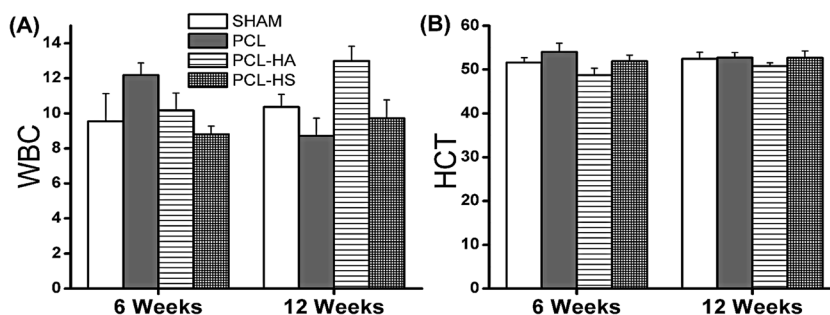 (A)
WBC
14
12
10
8
6
4
2
0
SHAM
PCL
PCL-HA
PCL-HS
6 Weeks 12 Weeks
(B)
HCT
60
50
40
30
20
10
0
6 Weeks 12 Weeks